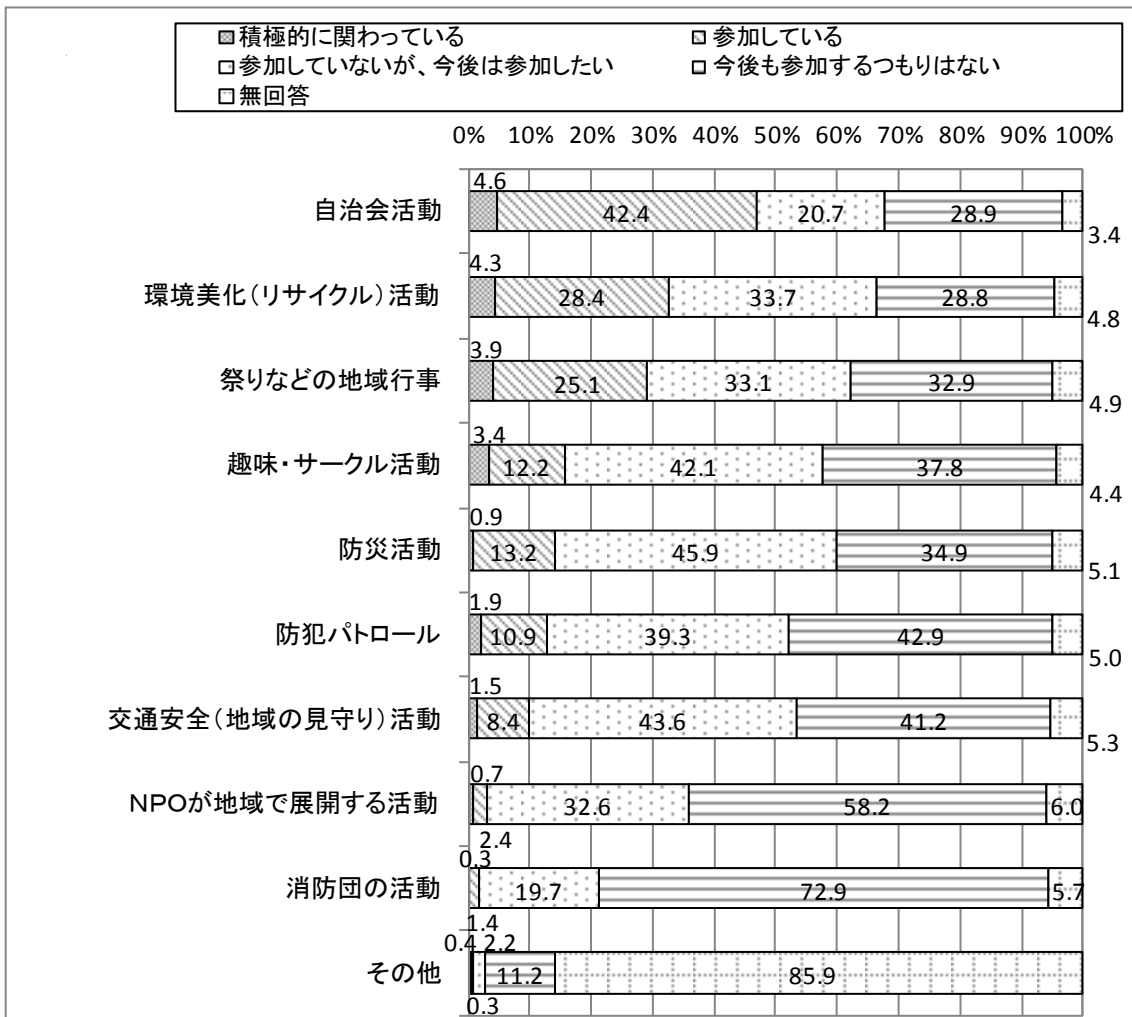 積極的に関わっている 参加している
参加していないが、今後は参加したい 今後も参加するつもりはない
無回答
0% 10% 20% 30% 40% 50% 60% 70% 80% 90% 100%
4.6
自治会活動 42.4 20.7 28.9
3.4
4.3
環境美化(リサイクル)活動 28.4 33.7 28.8
4.8
3.9
祭りなどの地域行事 25.1 33.1 32.9
4.9
3.4
趣味・サークル活動 12.2 42.1 37.8
4.4
0.9
防災活動 13.2 45.9 34.9
5.1
1.9
防犯パトロール 10.9 39.3 42.9
5.0
1.5
交通安全(地域の見守り)活動 8.4 43.6 41.2
5.3
0.7
NPOが地域で展開する活動 32.6 58.2 6.0
2.4
0.3
消防団の活動 19.7 72.9 5.7
1.4
0.4 2.2
その他 11.2 85.9
0.3